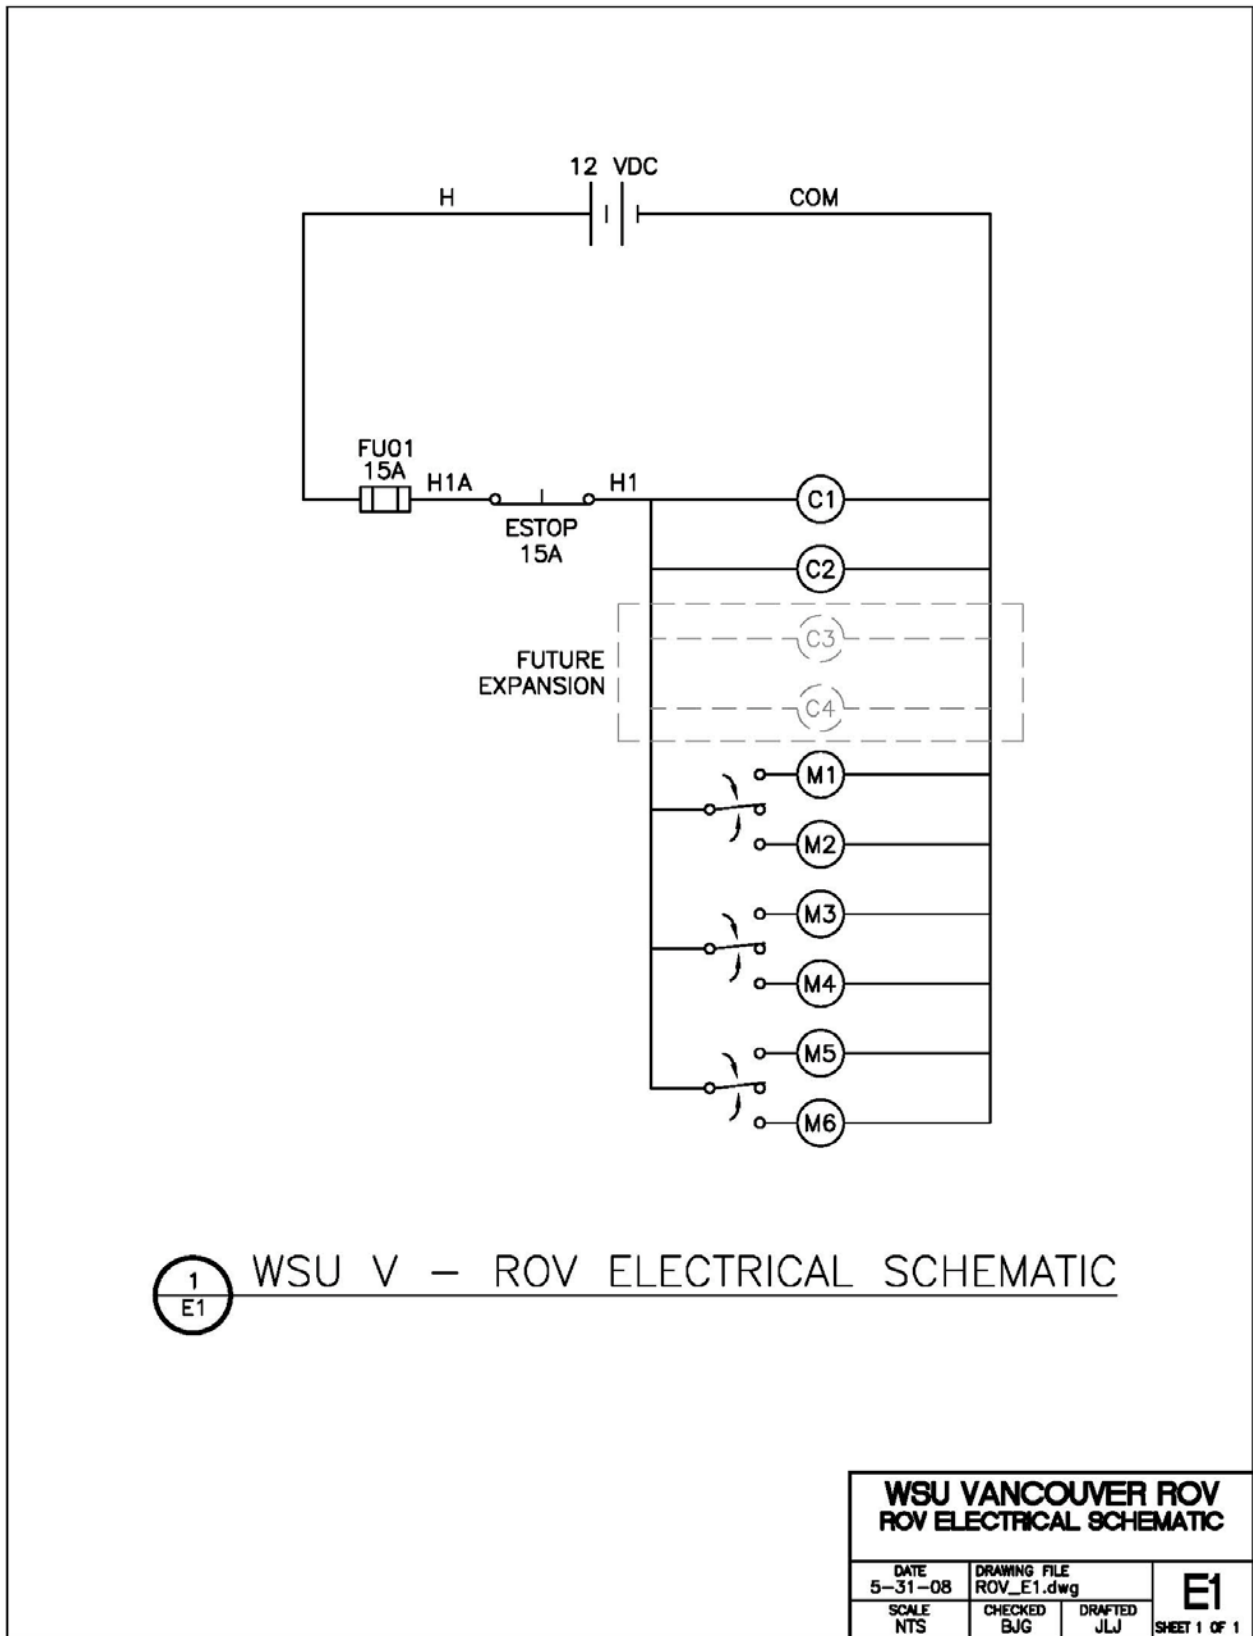 12 VDC
H
COM
FU01
15A
H1A
H1
ESTOP
15A
C1
C2
C3
FUTURE
EXPANSION
C4
M1
M2
M3
M4
M5
M6
1
E1
WSU V - ROV ELECTRICAL SCHEMATIC
WSU VANCOUVER ROV
ROV ELECTRICAL SCHEMATIC
DATE
5-31-08
DRAWING FILE
ROV_E1.dwg
SCALE
NTS
CHECKED
BJG
DRAFTED
JLJ
E1
SHEET 1 OF 1